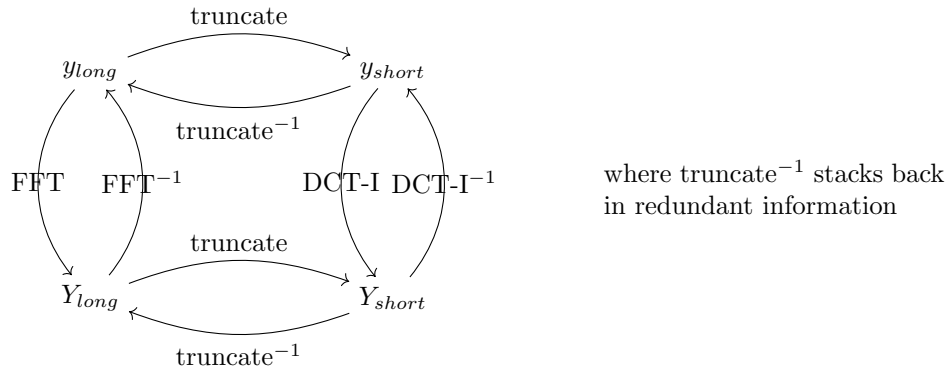 truncate
y_long y_short
truncate⁻¹
FFT FFT⁻¹ DCT-I DCT-I⁻¹
where truncate⁻¹ stacks back
in redundant information
truncate
Y_long Y_short
truncate⁻¹